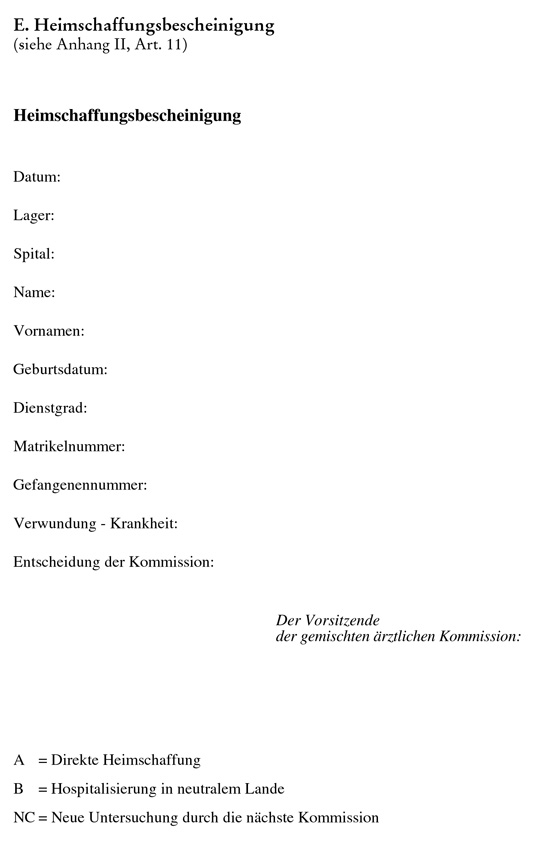 E. Heimschaffungsbescheinigung
(siehe Anhang II, Art. 11)
Heimschaffungsbescheinigung
Datum:
Lager:
Spital:
Name:
Vornamen:
Geburtsdatum:
Dienstgrad:
Matrikelnummer:
Gefangenennummer:
Verwundung - Krankheit:
Entscheidung der Kommission:
Der Vorsitzende
der gemischten ärztlichen Kommission:
A = Direkte Heimschaffung
B = Hospitalisierung in neutralem Lande
NC = Neue Untersuchung durch die nächste Kommission